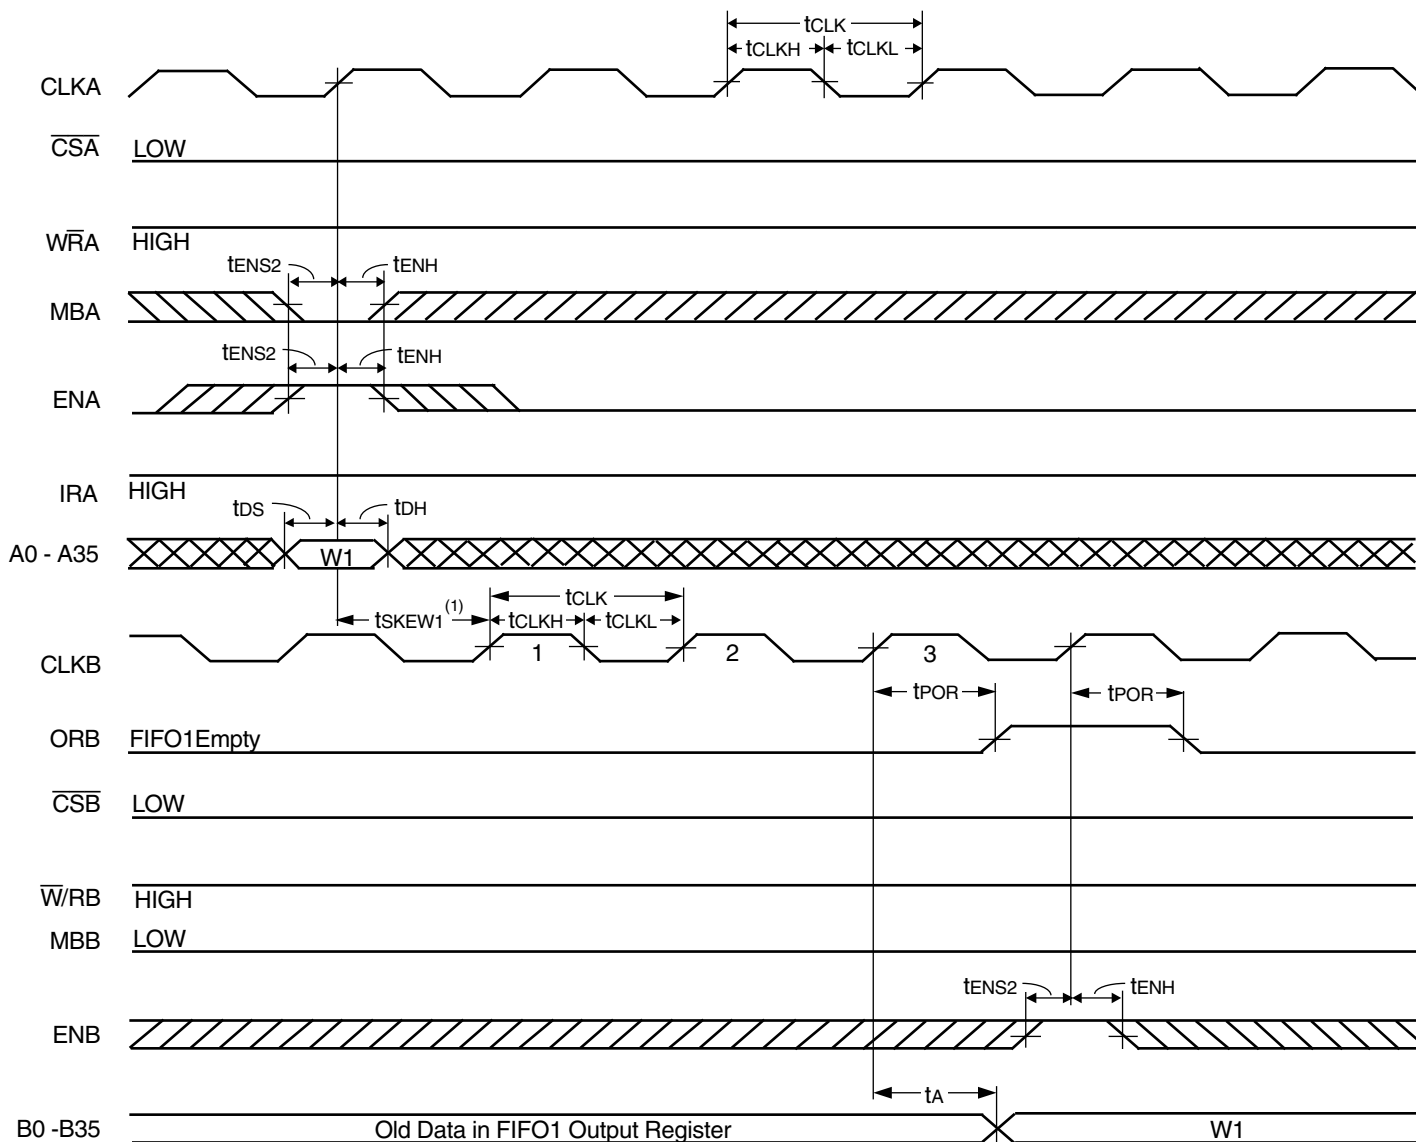 tCLK
tCLKH tCLKL
CLKA
CSA LOW
WRA HIGH
tENS2 tENH
MBA
tENS2 tENH
ENA
IRA HIGH
tDS tDH
A0 - A35 W1
tSKEW1(1) tCLK
tCLKH tCLKL
CLKB 1 2 3
tPOR tPOR
ORB FIFO1Empty
CSB LOW
W/RB HIGH
MBB LOW
tENS2 tENH
ENB
tA
B0 -B35 Old Data in FIFO1 Output Register W1